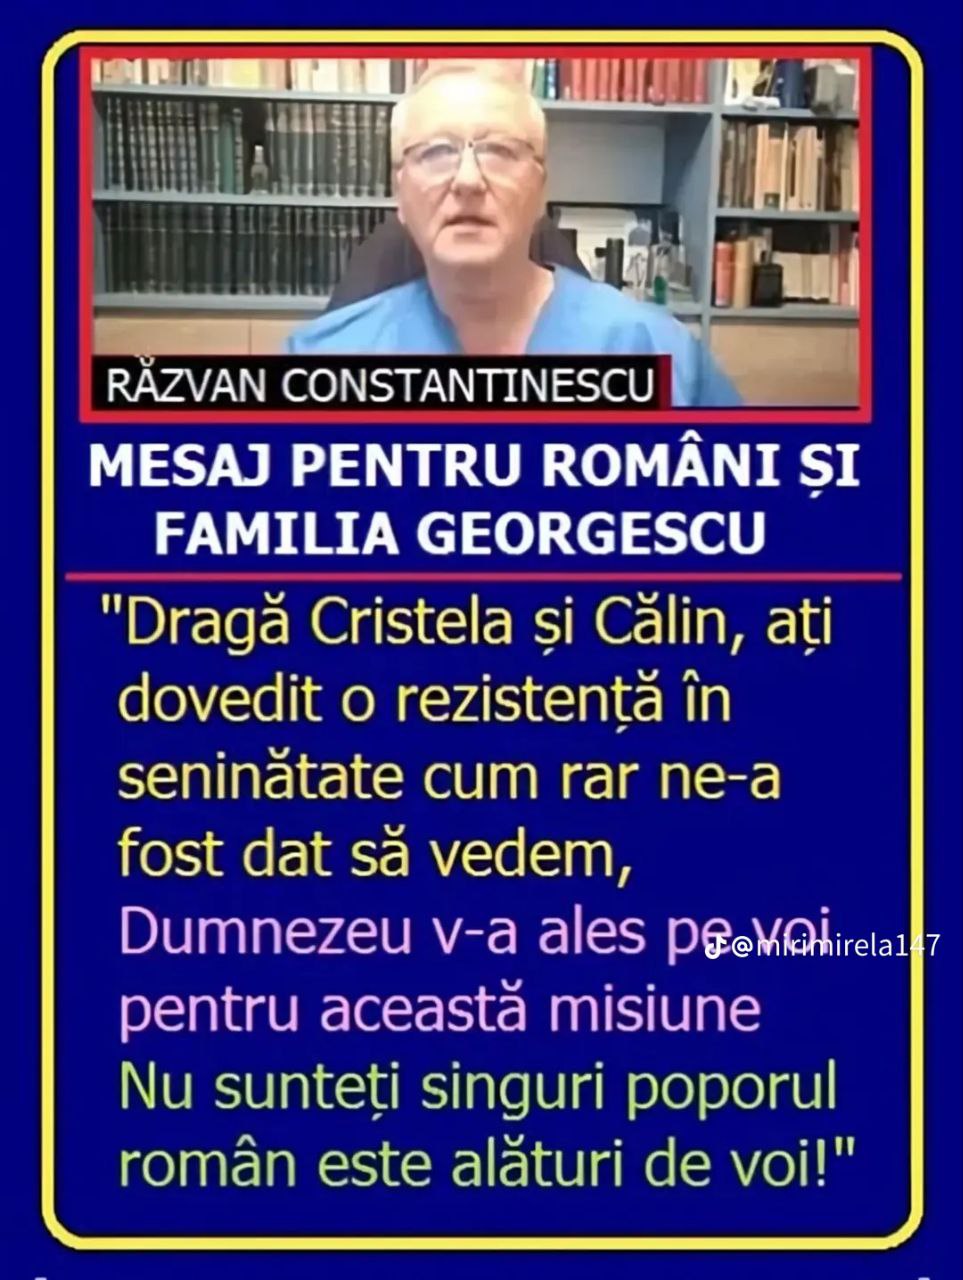 RĂZVAN CONSTANTINESCU
MESAJ PENTRU ROMÂNI ȘI
FAMILIA GEORGESCU
"Dragă Cristela și Călin, ați
dovedit o rezistență în
seninătate cum rar ne-a
fost dat să vedem,
Dumnezeu v-a ales pe voi
@mirimirela147
pentru această misiune
Nu sunteți singuri poporul
român este alături de voi!"